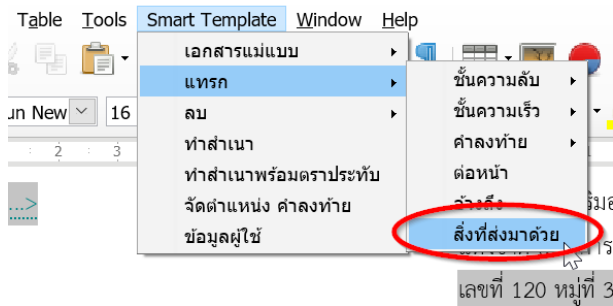 Table Tools Smart Template Window Help
un New 16
2 3
...>
เอกสารแม่แบบ
แทรก
ลบ
ทำสำเนา
ทำสำเนาพร้อมตราประทับ
จัดตำแหน่ง คำลงท้าย
ข้อมูลผู้ใช้
ชั้นความลับ
ชั้นความเร็ว
คำลงท้าย
ต่อหน้า
อ้างถึง
สิ่งที่ส่งมาด้วย
เลขที่ 120 หมู่ที่ 3